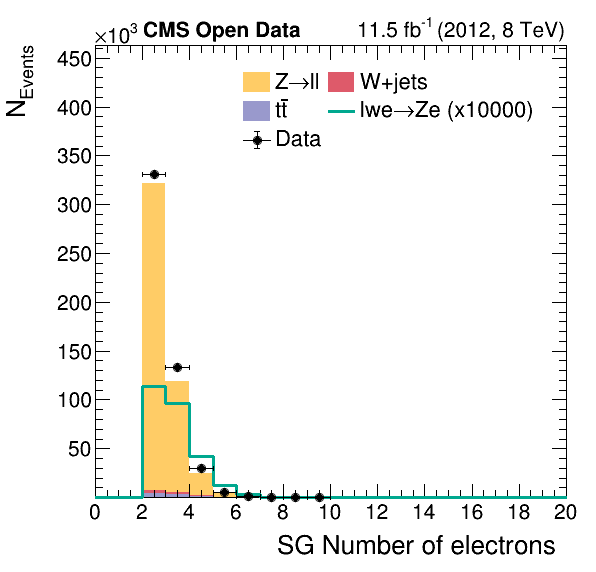 ×10³ CMS Open Data 11.5 fb⁻¹ (2012, 8 TeV)
N_Events
450
400
350
300
250
200
150
100
50
Z→ll W+jets
tt̄ lwe→Ze (x10000)
Data
0 2 4 6 8 10 12 14 16 18 20
SG Number of electrons